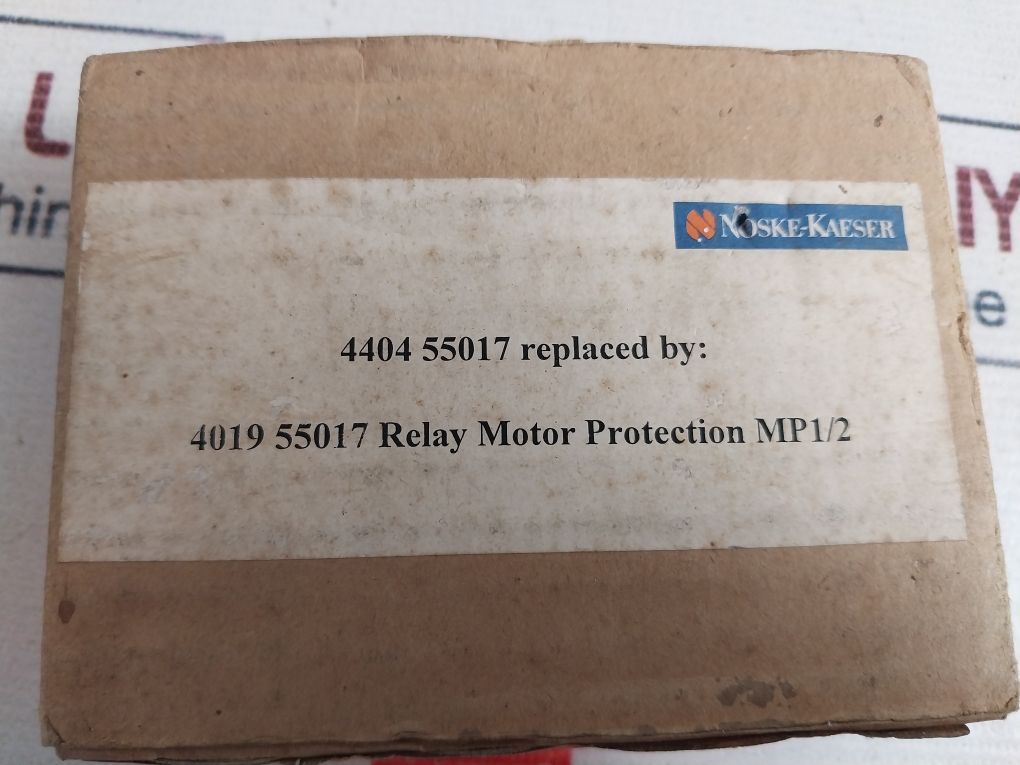 NOSKE-KAESER
4404 55017 replaced by:
4019 55017 Relay Motor Protection MP1/2